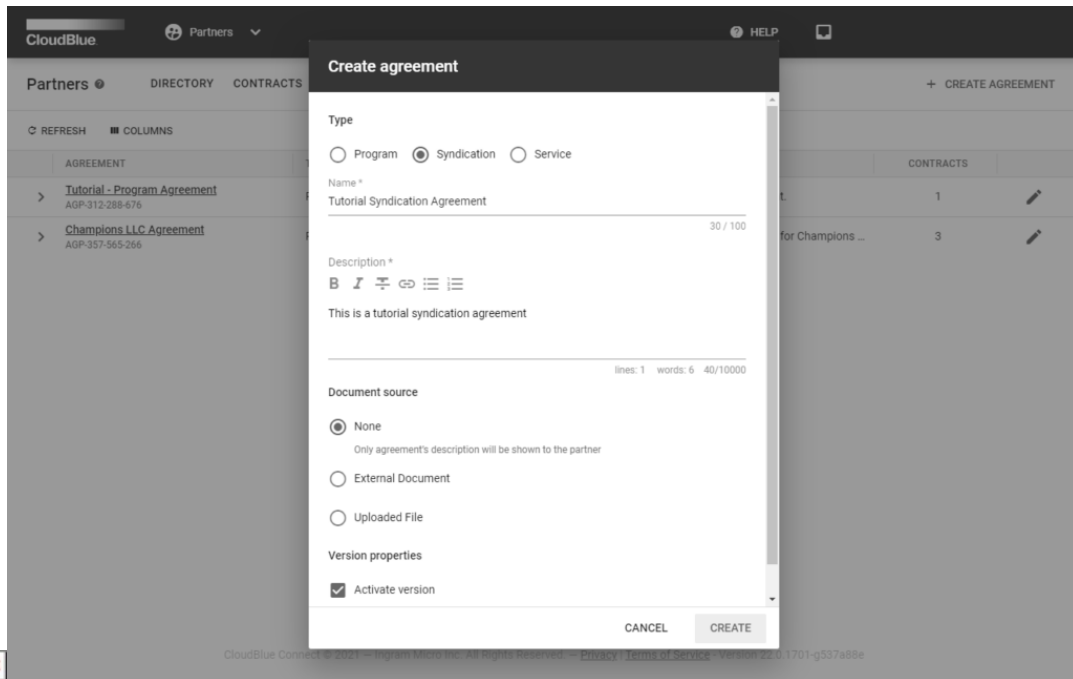 CloudBlue
Partners
HELP
Create agreement
Partners
DIRECTORY
CONTRACTS
+ CREATE AGREEMENT
REFRESH
COLUMNS
AGREEMENT
CONTRACTS
Tutorial - Program Agreement
AGP-312-288-676
1
Champions LLC Agreement
AGP-357-565-266
for Champions ...
3
Type
Program
Syndication
Service
Name *
Tutorial Syndication Agreement
30 / 100
Description *
This is a tutorial syndication agreement
lines: 1 words: 6 40/10000
Document source
None
Only agreement's description will be shown to the partner
External Document
Uploaded File
Version properties
Activate version
CANCEL
CREATE
CloudBlue Connect © 2021 — Ingram Micro Inc. All Rights Reserved. — Privacy | Terms of Service - Version 22.0.1701-g537a88e